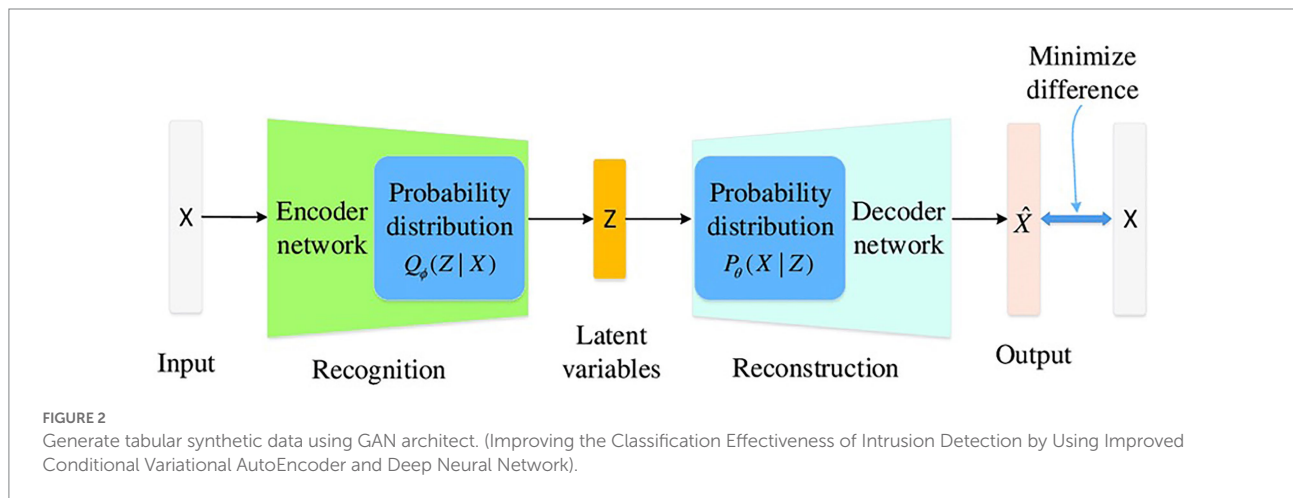 Minimize
difference
X
Encoder
network
Probability
distribution
Q_ϕ(Z | X)
Z
Probability
distribution
P_θ(X | Z)
Decoder
network
X̂
X
Input
Recognition
Latent
variables
Reconstruction
Output
FIGURE 2
Generate tabular synthetic data using GAN architect. (Improving the Classification Effectiveness of Intrusion Detection by Using Improved
Conditional Variational AutoEncoder and Deep Neural Network).